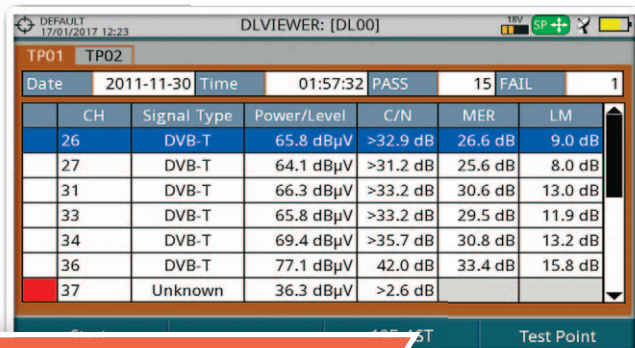 DEFAULT
17/01/2017 12:23
DLVIEWER: [DL00]
18V
SP
TP01 TP02
Date 2011-11-30 Time 01:57:32 PASS 15 FAIL 1
CH Signal Type Power/Level C/N MER LM
26 DVB-T 65.8 dBµV >32.9 dB 26.6 dB 9.0 dB
27 DVB-T 64.1 dBµV >31.2 dB 25.6 dB 8.0 dB
31 DVB-T 66.3 dBµV >33.2 dB 30.6 dB 13.0 dB
33 DVB-T 65.8 dBµV >33.2 dB 29.5 dB 11.9 dB
34 DVB-T 69.4 dBµV >35.7 dB 30.8 dB 13.2 dB
36 DVB-T 77.1 dBµV 42.0 dB 33.4 dB 15.8 dB
37 Unknown 36.3 dBµV >2.6 dB
Test Point